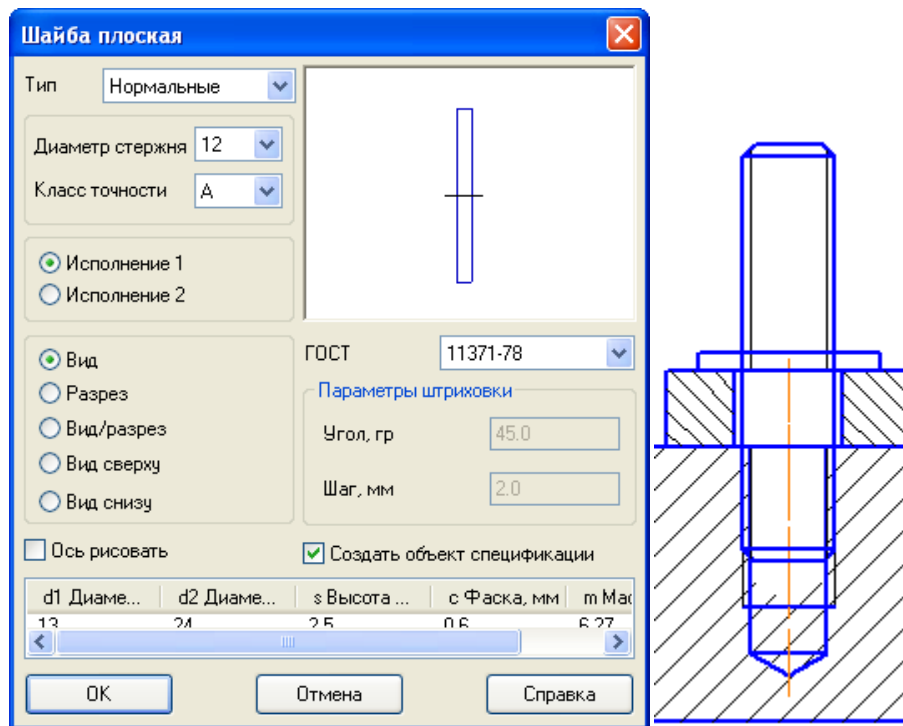 Шайба плоская
Тип Нормальные
Диаметр стержня 12
Класс точности A
Исполнение 1
Исполнение 2
Вид
Разрез
Вид/разрез
Вид сверху
Вид снизу
ГОСТ 11371-78
Параметры штриховки
Угол, гр 45.0
Шаг, мм 2.0
Ось рисовать
Создать объект спецификации
d1 Диаме... d2 Диаме... s Высота ... c Фаска, мм m Мас
13 24 2.5 0.6 6.27
OK Отмена Справка